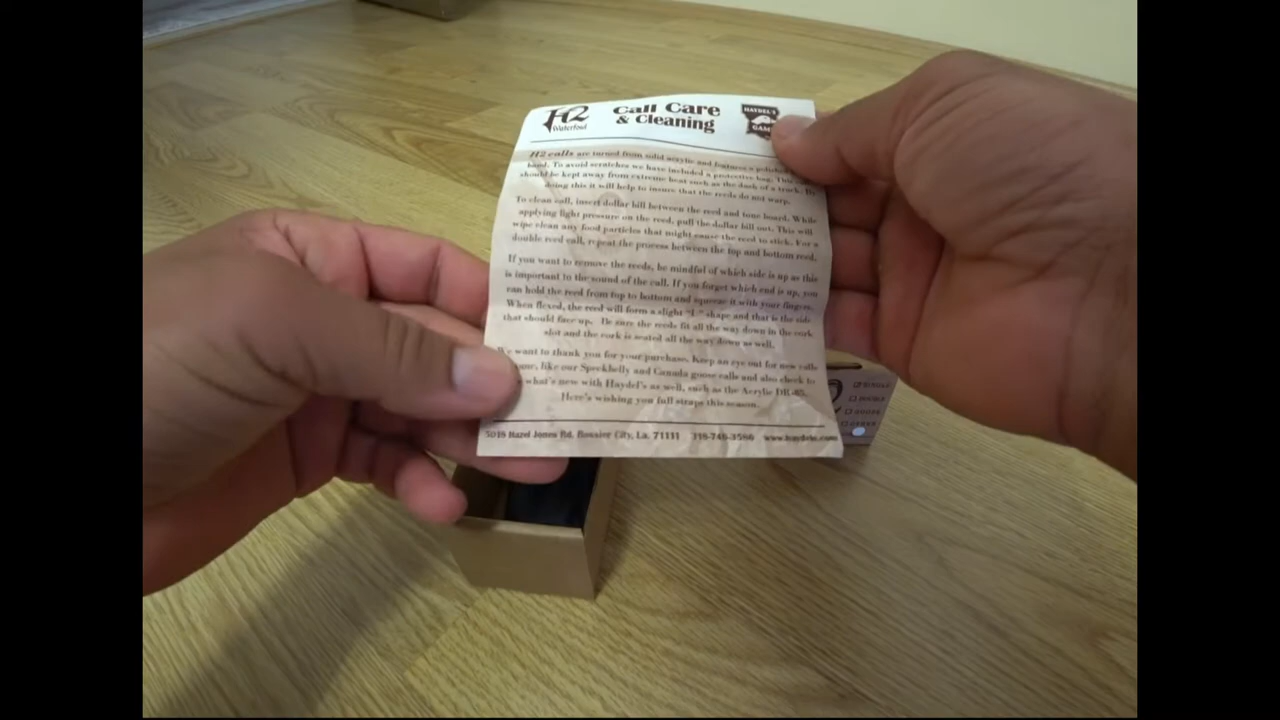 H2
Waterfowl
Call Care
& Cleaning
HAYDEL'S
GAM
H2 calls are turned from solid acrylic and features a polished
bored. To avoid scratches we have included a protective bag. This call
should be kept away from extreme heat such as the dash of a truck. By
doing this it will help to insure that the reeds do not warp.
To clean call, insert dollar bill between the reed and tone board. While
applying light pressure on the reed, pull the dollar bill out. This will
wipe clean any food particles that might cause the reed to stick. For a
double reed call, repeat the process between the top and bottom reed.
If you want to remove the reeds, be mindful of which side is up as this
is important to the sound of the call. If you forget which end is up, you
can hold the reed from top to bottom and squeeze it with your fingers.
When flexed, the reed will form a slight "L" shape and that is the side
that should face up. Be sure the reeds fit all the way down in the cork
slot and the cork is seated all the way down as well.
We want to thank you for your purchase. Keep an eye out for new calls
like our Speckbelly and Canada goose calls and also check to
what's new with Haydel's as well, such as the Acrylic DR-85.
Here's wishing you full straps this season.
5018 Hazel Jones Rd. Bossier City, La. 71111 318-746-3586 www.haydels.com